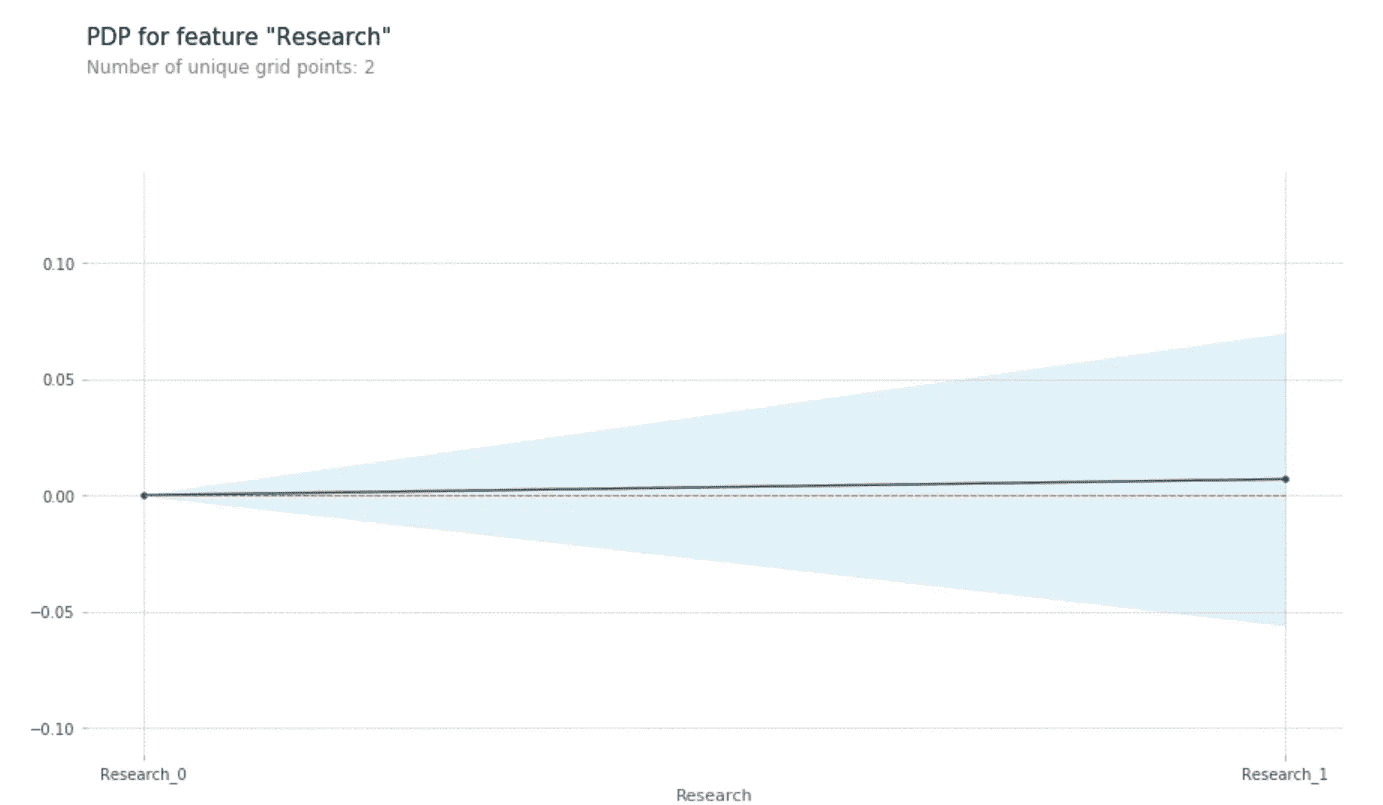 PDP for feature "Research"
Number of unique grid points: 2
0.10
0.05
0.00
−0.05
−0.10
Research_0
Research_1
Research